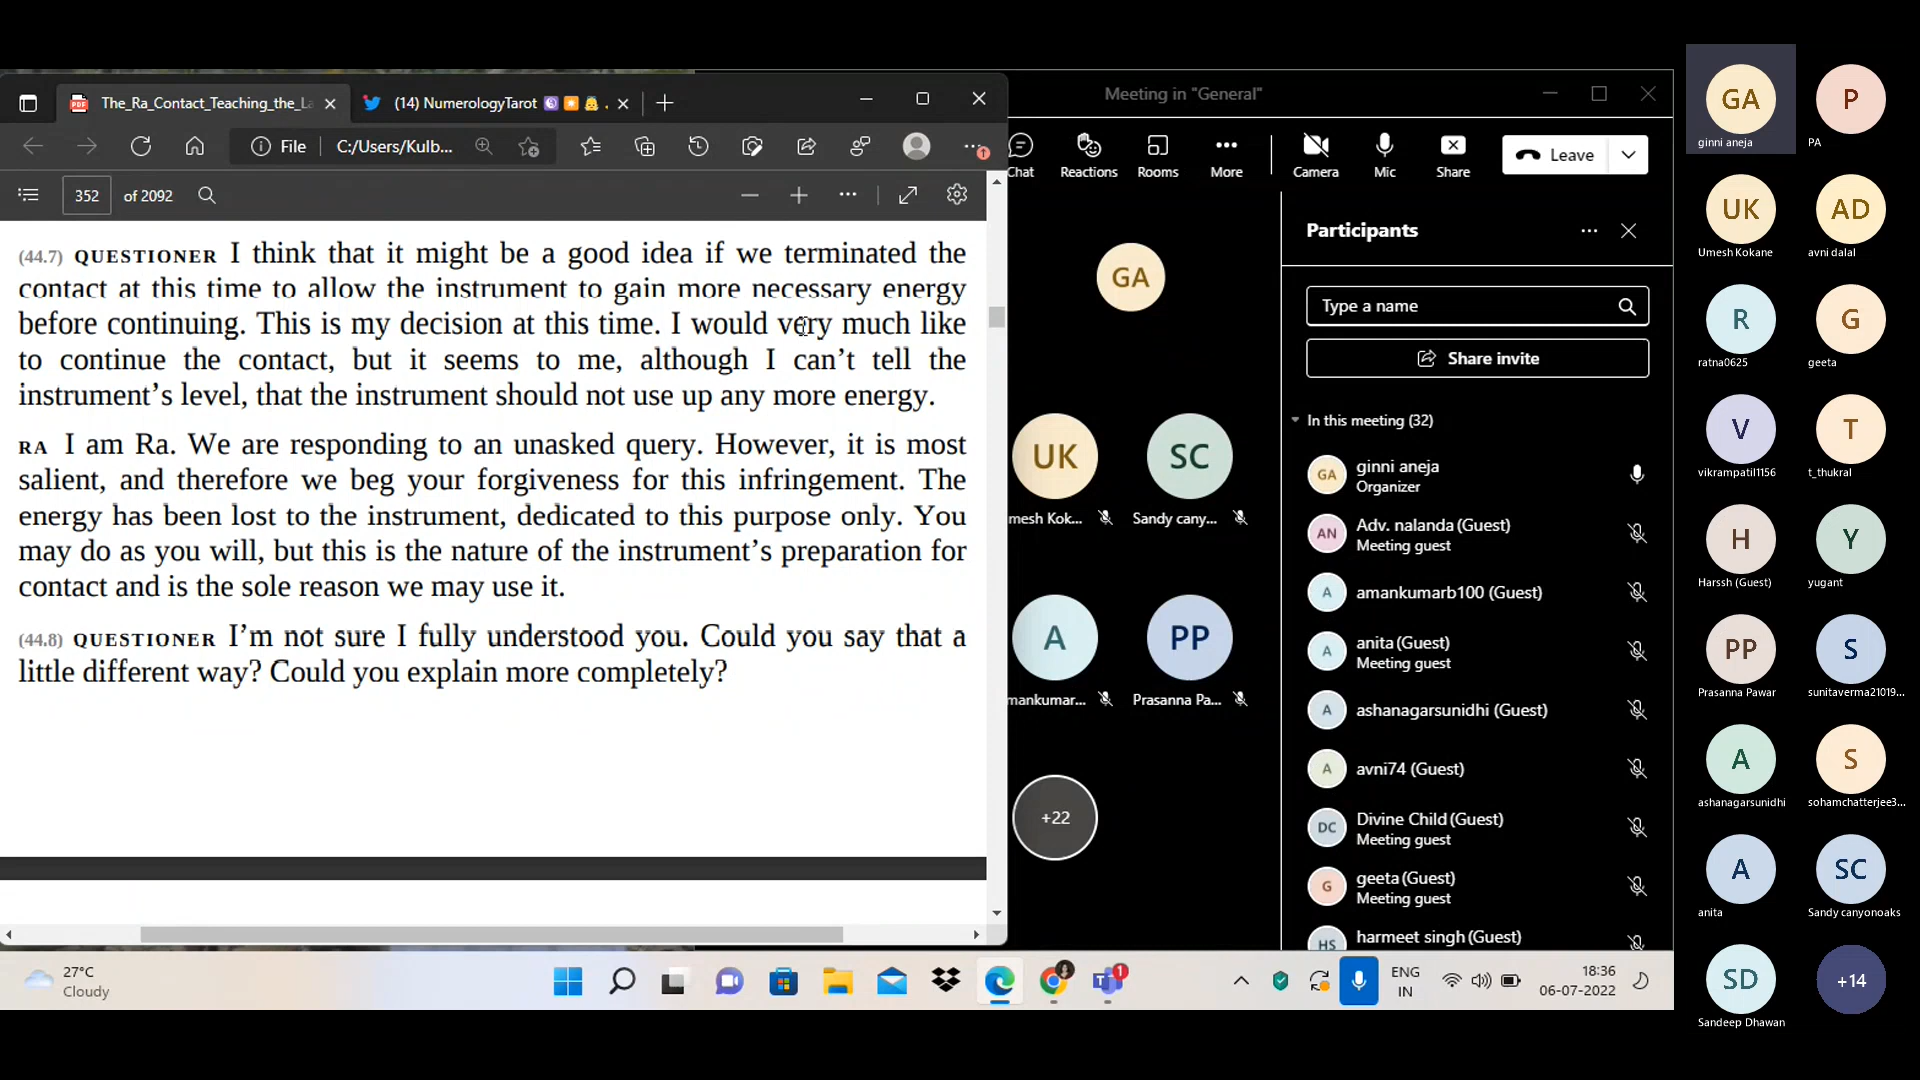 The_Ra_Contact_Teaching_the_La
(14) NumerologyTarot
File
C:/Users/Kulb...
352
of 2092
(44.7) QUESTIONER I think that it might be a good idea if we terminated the
contact at this time to allow the instrument to gain more necessary energy
before continuing. This is my decision at this time. I would very much like
to continue the contact, but it seems to me, although I can’t tell the
instrument’s level, that the instrument should not use up any more energy.
RA I am Ra. We are responding to an unasked query. However, it is most
salient, and therefore we beg your forgiveness for this infringement. The
energy has been lost to the instrument, dedicated to this purpose only. You
may do as you will, but this is the nature of the instrument’s preparation for
contact and is the sole reason we may use it.
(44.8) QUESTIONER I’m not sure I fully understood you. Could you say that a
little different way? Could you explain more completely?
Meeting in "General"
Chat
Reactions
Rooms
More
Camera
Mic
Share
Leave
GA
UK
mesh Kok...
SC
Sandy cany...
A
mankumar...
PP
Prasanna Pa...
+22
Participants
Type a name
Share invite
In this meeting (32)
GA
ginni aneja
Organizer
AN
Adv. nalanda (Guest)
Meeting guest
A
amankumarb100 (Guest)
A
anita (Guest)
Meeting guest
A
ashanagarsunidhi (Guest)
A
avni74 (Guest)
DC
Divine Child (Guest)
Meeting guest
G
geeta (Guest)
Meeting guest
HS
harmeet singh (Guest)
GA
ginni aneja
P
PA
UK
Umesh Kokane
AD
avni dalal
R
ratna0625
G
geeta
V
vikrampatil1156
T
t_thukral
H
Harssh (Guest)
Y
yugant
PP
Prasanna Pawar
S
sunitaverma21019...
A
ashanagarsunidhi
S
sohamchatterjee3...
A
anita
SC
Sandy canyonoaks
SD
Sandeep Dhawan
+14
27°C
Cloudy
1
ENG
IN
18:36
06-07-2022